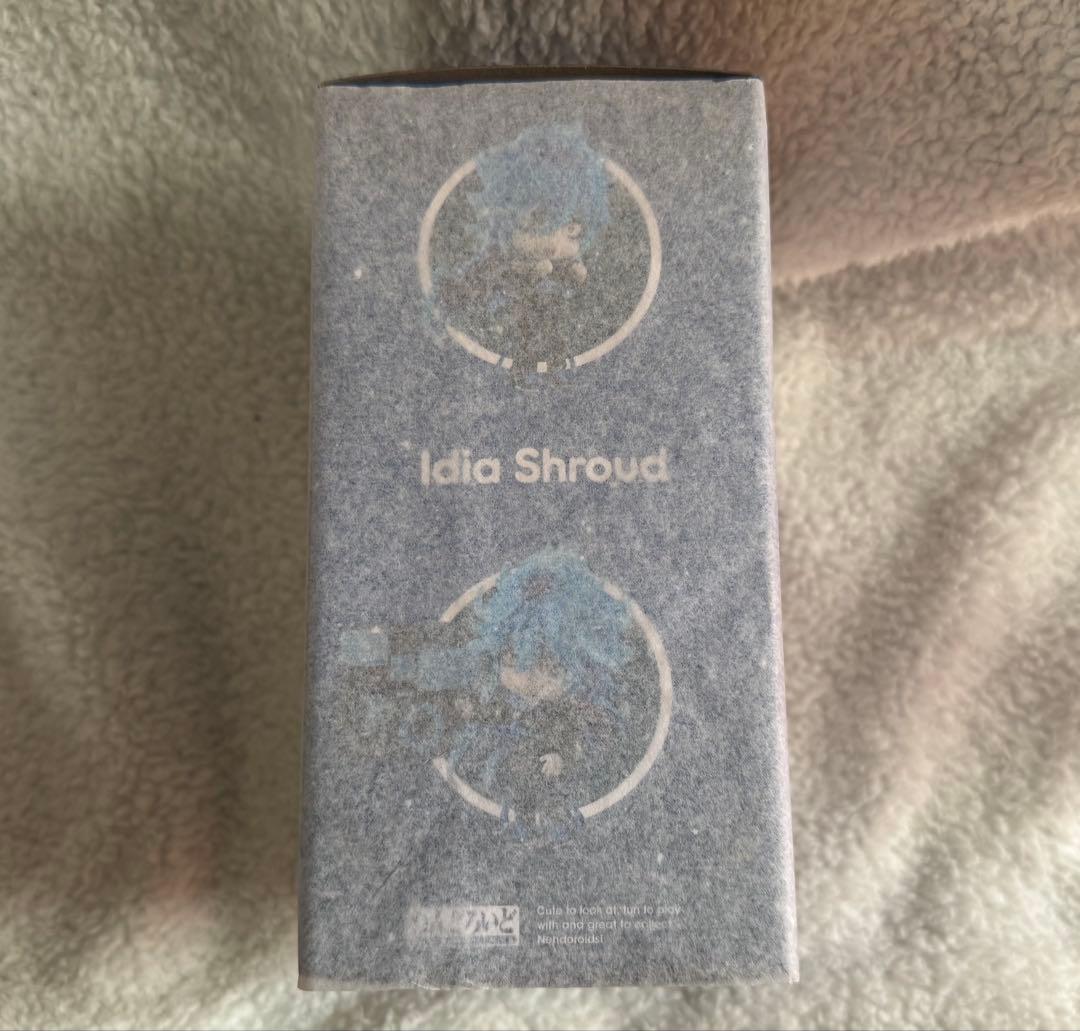 Idia Shroud
Cute to look at, fun to play
with and great to collect
Nendoroids!